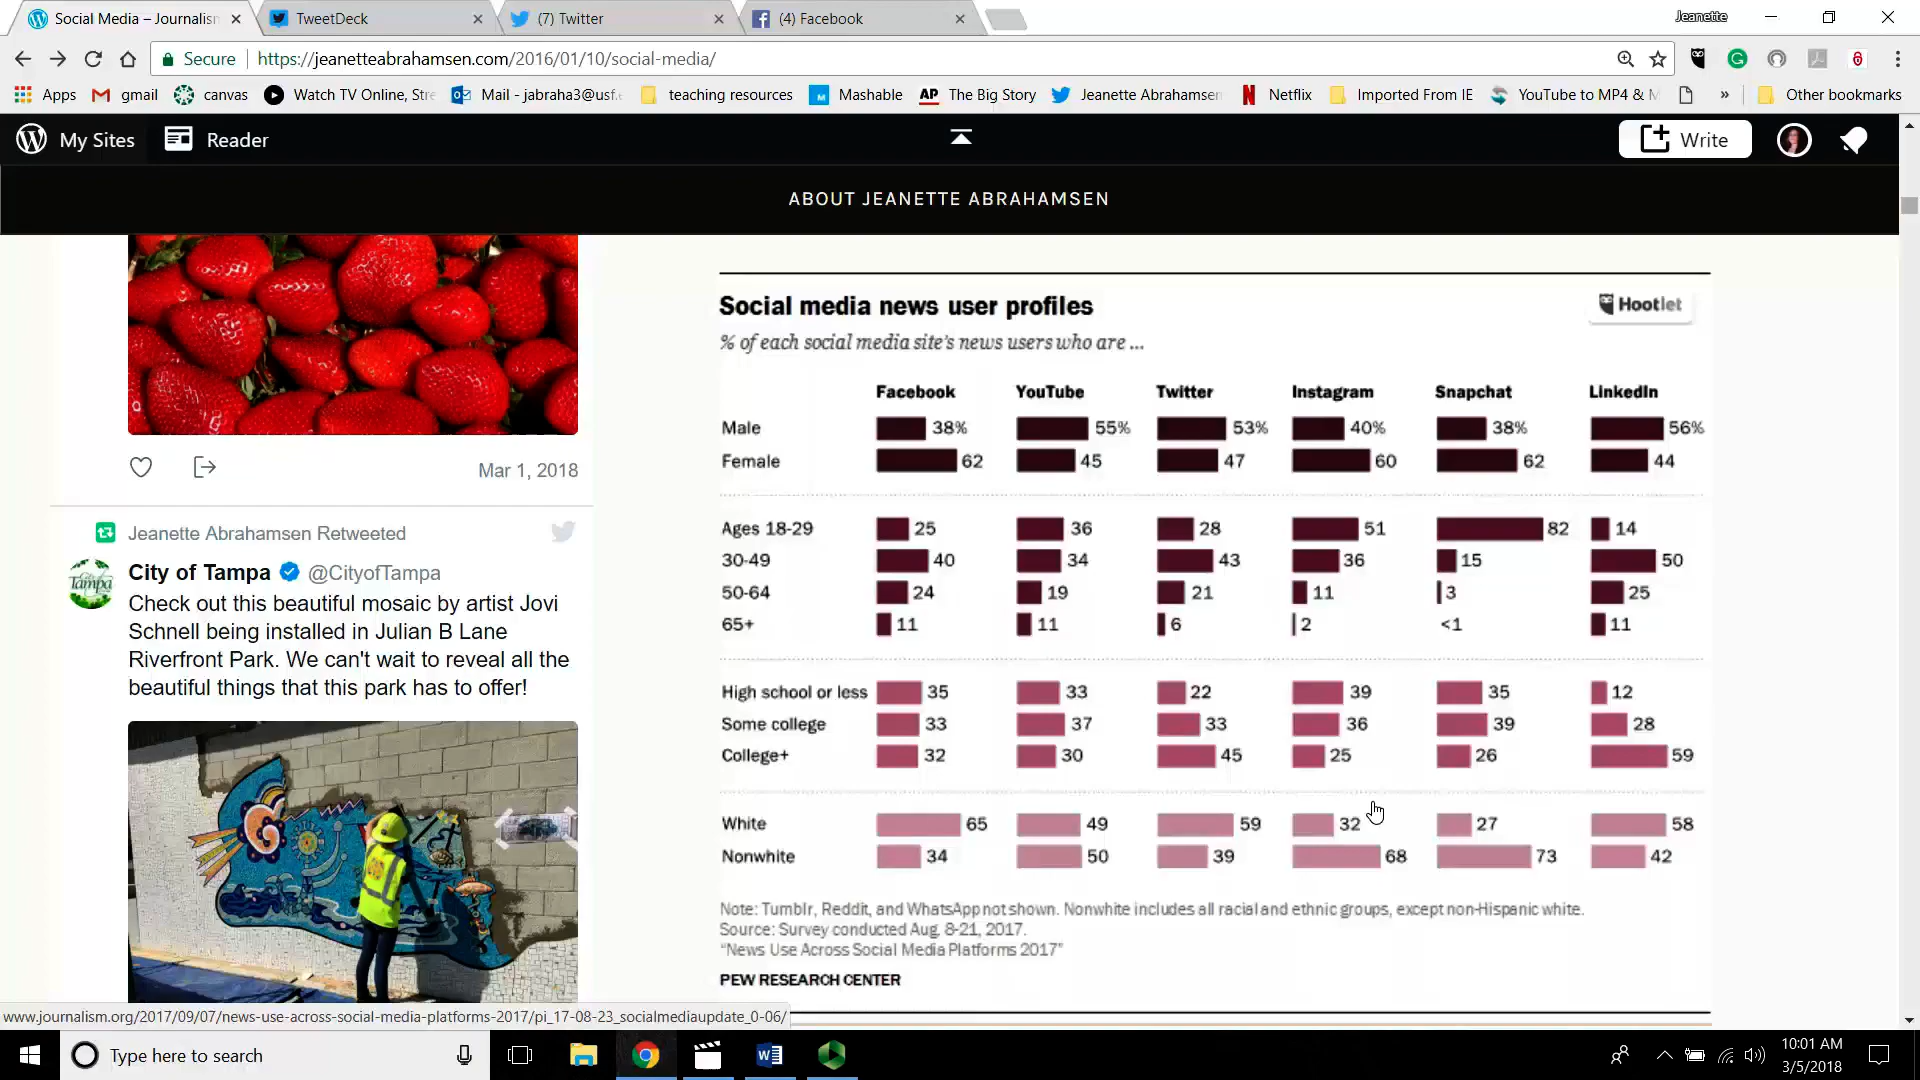 Social Media – Journalism
TweetDeck
(7) Twitter
(4) Facebook
Jeanette
Secure
https://jeanetteabrahamsen.com/2016/01/10/social-media/
Apps
gmail
canvas
Watch TV Online, Stre
Mail - jabraha3@usf.e
teaching resources
Mashable
AP The Big Story
Jeanette Abrahamsen
Netflix
Imported From IE
YouTube to MP4 & M
»
Other bookmarks
My Sites
Reader
Write
ABOUT JEANETTE ABRAHAMSEN
Mar 1, 2018
Jeanette Abrahamsen Retweeted
City of Tampa @CityofTampa
Check out this beautiful mosaic by artist Jovi
Schnell being installed in Julian B Lane
Riverfront Park. We can't wait to reveal all the
beautiful things that this park has to offer!
Social media news user profiles
Hootlet
% of each social media site's news users who are ...
Facebook YouTube Twitter Instagram Snapchat LinkedIn
Male 38% 55% 53% 40% 38% 56%
Female 62 45 47 60 62 44
Ages 18-29 25 36 28 51 82 14
30-49 40 34 43 36 15 50
50-64 24 19 21 11 3 25
65+ 11 11 6 2 <1 11
High school or less 35 33 22 39 35 12
Some college 33 37 33 36 39 28
College+ 32 30 45 25 26 59
White 65 49 59 32 27 58
Nonwhite 34 50 39 68 73 42
Note: Tumblr, Reddit, and WhatsApp not shown. Nonwhite includes all racial and ethnic groups, except non-Hispanic white.
Source: Survey conducted Aug. 8-21, 2017.
“News Use Across Social Media Platforms 2017”
PEW RESEARCH CENTER
www.journalism.org/2017/09/07/news-use-across-social-media-platforms-2017/pi_17-08-23_socialmediaupdate_0-06/
Type here to search
10:01 AM
3/5/2018